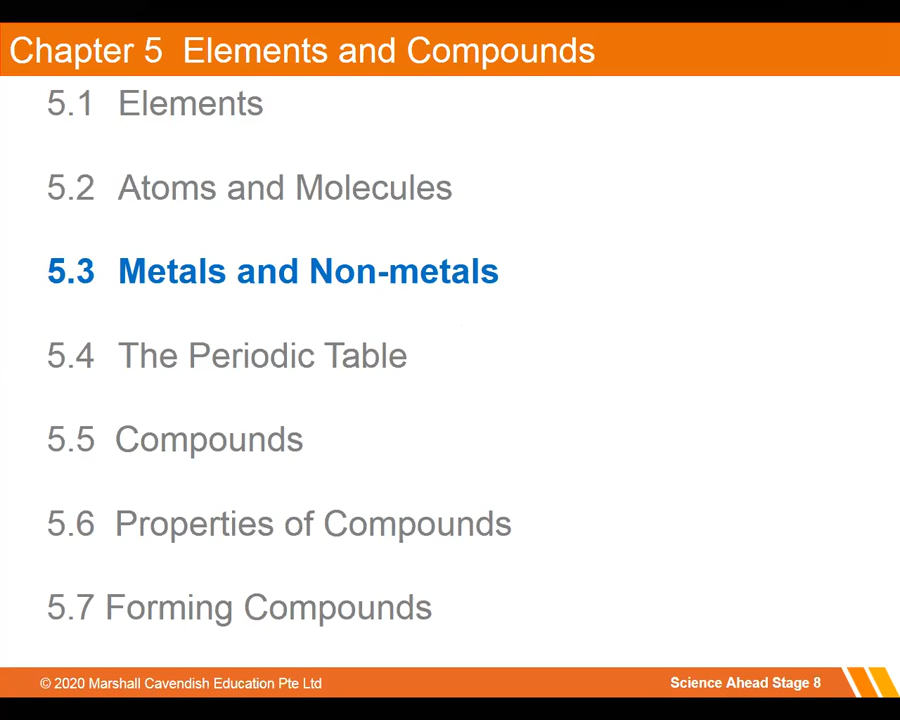 Chapter 5 Elements and Compounds
5.1 Elements
5.2 Atoms and Molecules
5.3 Metals and Non-metals
5.4 The Periodic Table
5.5 Compounds
5.6 Properties of Compounds
5.7 Forming Compounds
© 2020 Marshall Cavendish Education Pte Ltd
Science Ahead Stage 8